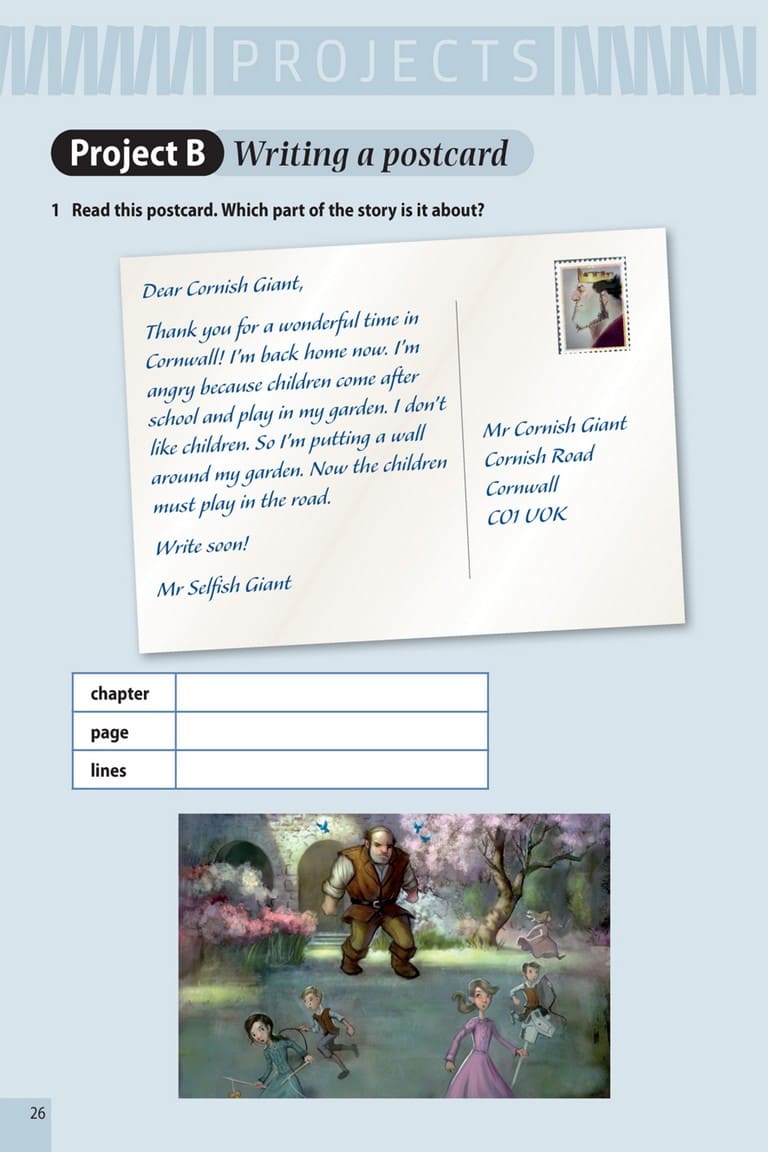 PROJECTS
Project B Writing a postcard
1 Read this postcard. Which part of the story is it about?
Dear Cornish Giant,
Thank you for a wonderful time in
Cornwall! I'm back home now. I'm
angry because children come after
school and play in my garden. I don't
like children. So I'm putting a wall
around my garden. Now the children
must play in the road.
Write soon!
Mr Selfish Giant
Mr Cornish Giant
Cornish Road
Cornwall
CO1 UOK
chapter
page
lines
26